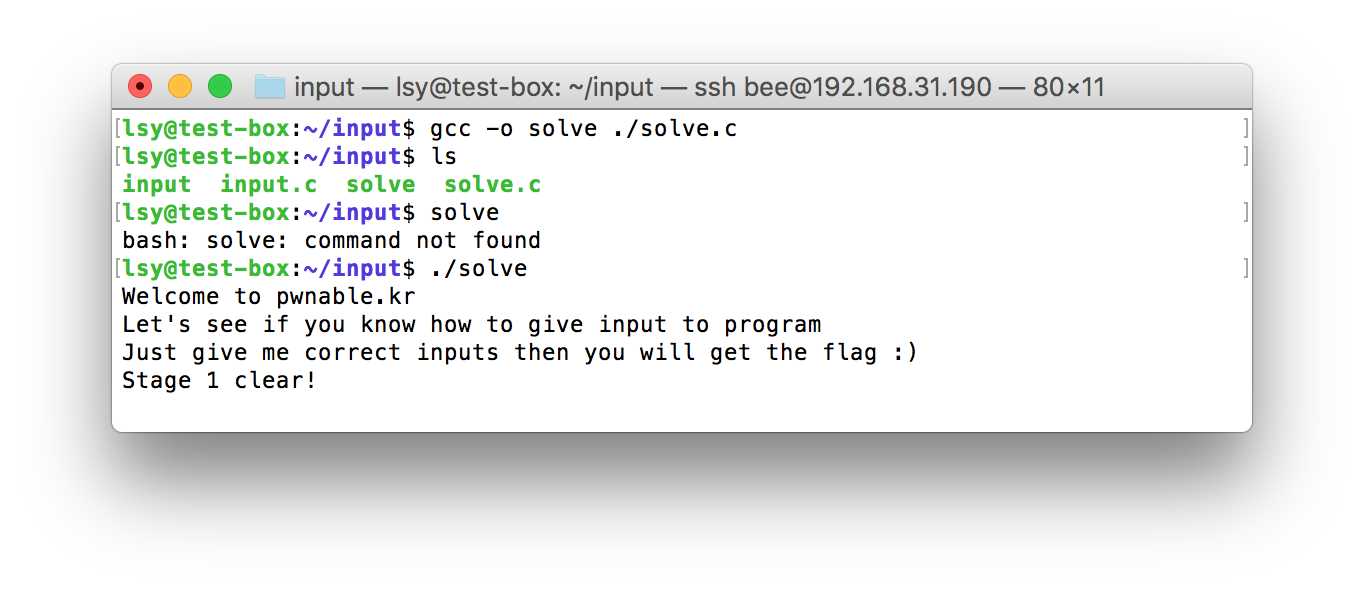 input — lsy@test-box: ~/input — ssh bee@192.168.31.190 — 80×11
[lsy@test-box:~/input$ gcc -o solve ./solve.c ]
[lsy@test-box:~/input$ ls ]
input  input.c  solve  solve.c
[lsy@test-box:~/input$ solve ]
bash: solve: command not found
[lsy@test-box:~/input$ ./solve ]
Welcome to pwnable.kr
Let's see if you know how to give input to program
Just give me correct inputs then you will get the flag :)
Stage 1 clear!